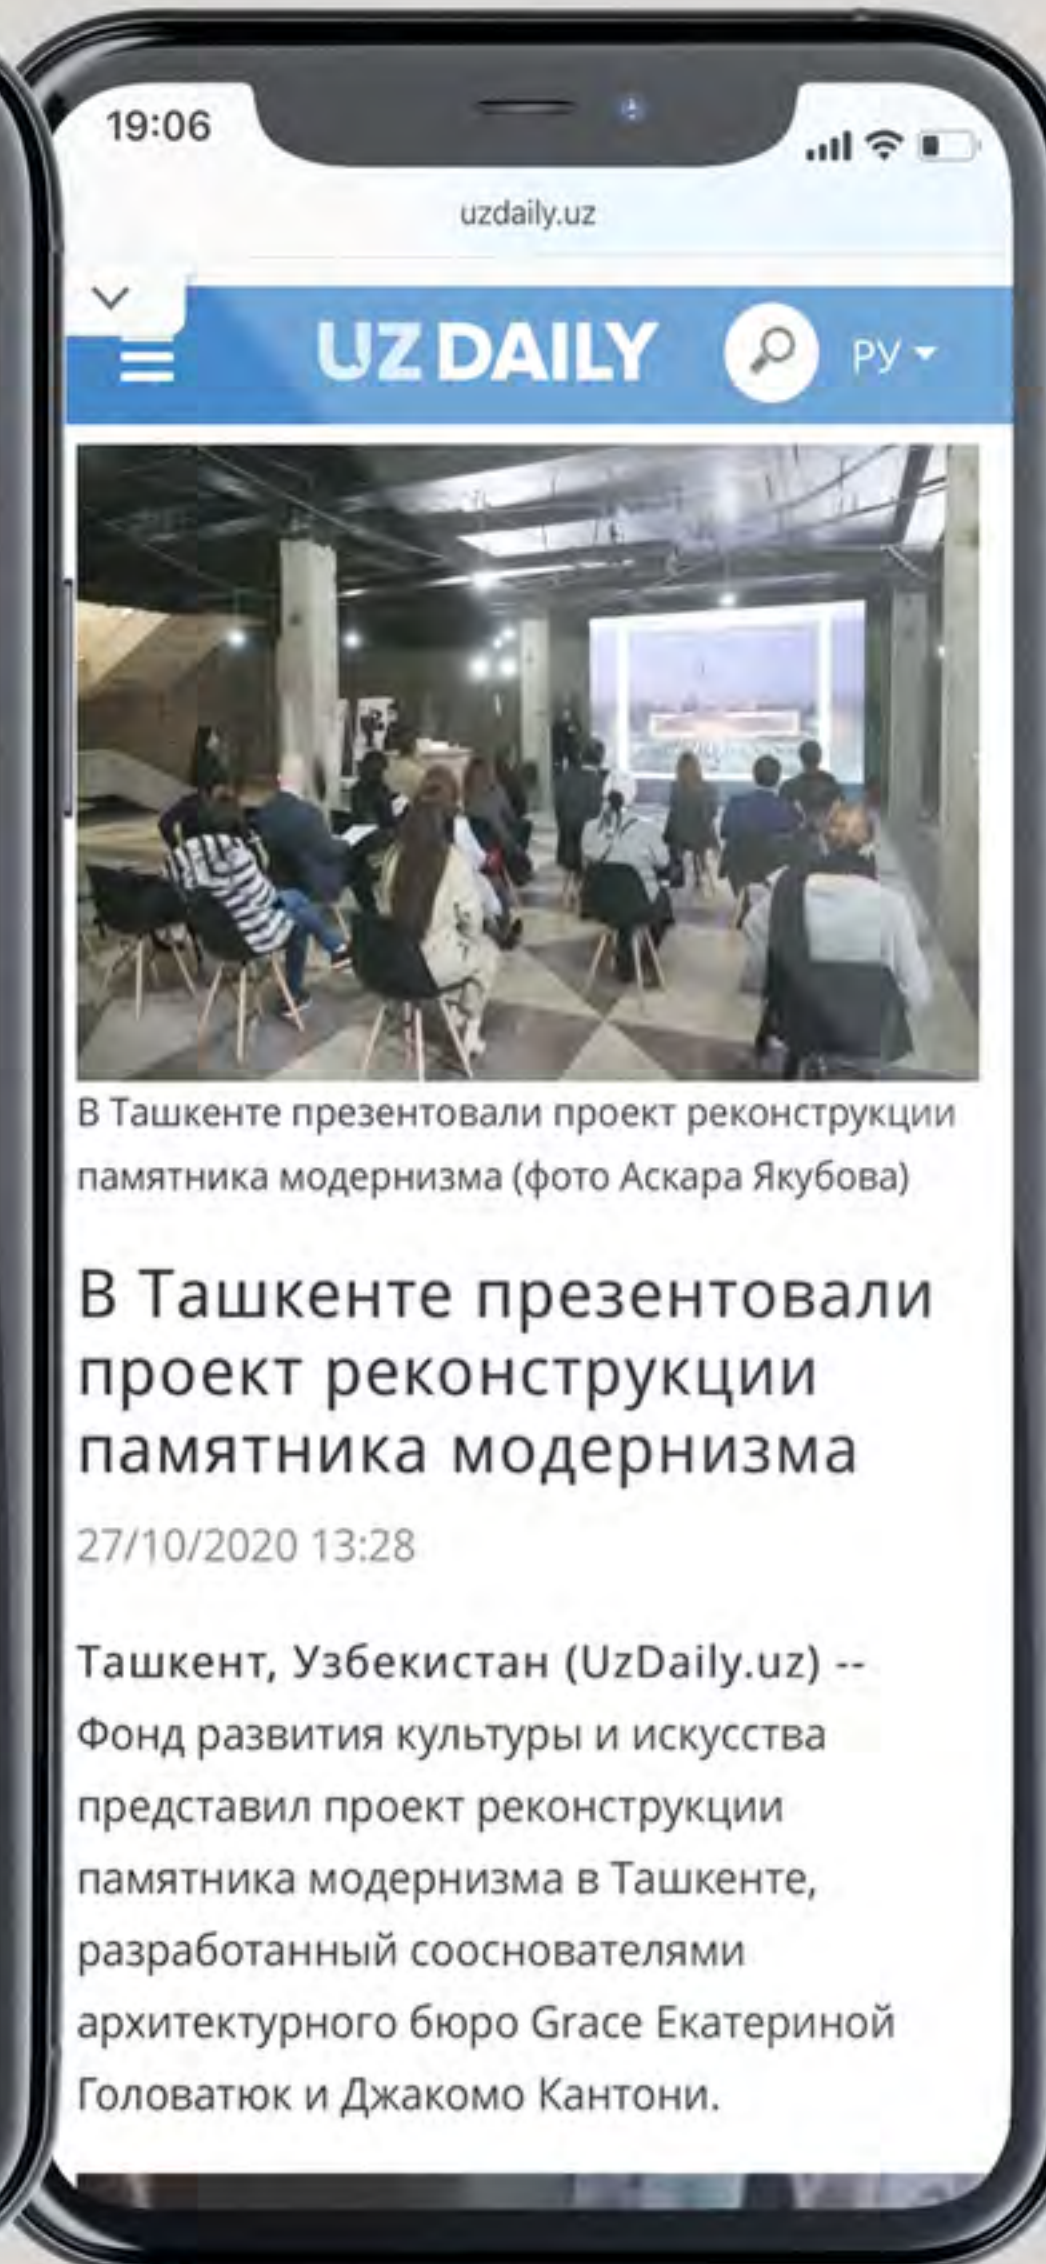 19:06
uzdaily.uz
UZ DAILY
РУ
В Ташкенте презентовали проект реконструкции
памятника модернизма (фото Аскара Якубова)
В Ташкенте презентовали
проект реконструкции
памятника модернизма
27/10/2020 13:28
Ташкент, Узбекистан (UzDaily.uz) --
Фонд развития культуры и искусства
представил проект реконструкции
памятника модернизма в Ташкенте,
разработанный сооснователями
архитектурного бюро Grace Екатериной
Головатюк и Джакомо Кантони.